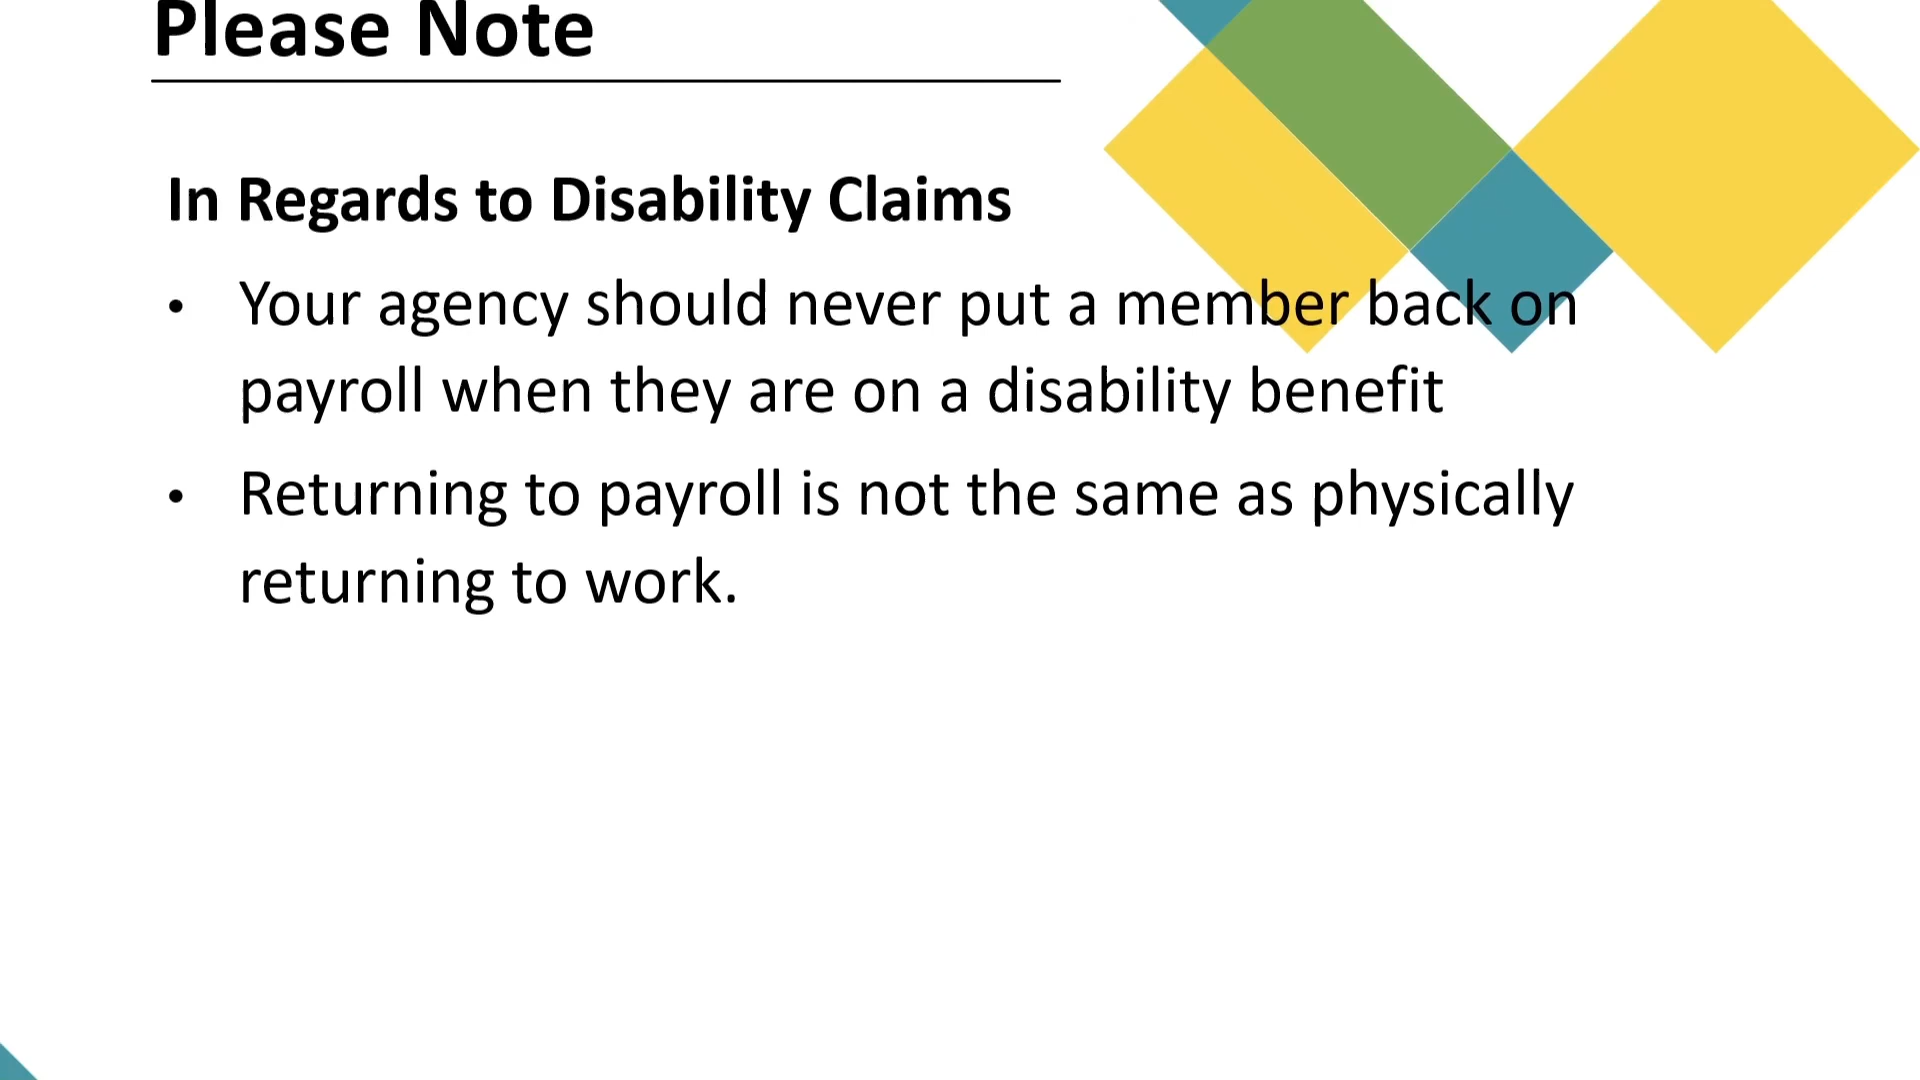 Please Note
In Regards to Disability Claims
• Your agency should never put a member back on
payroll when they are on a disability benefit
• Returning to payroll is not the same as physically
returning to work.